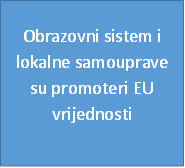 Obrazovni sistem i
lokalne samouprave
su promoteri EU
vrijednosti